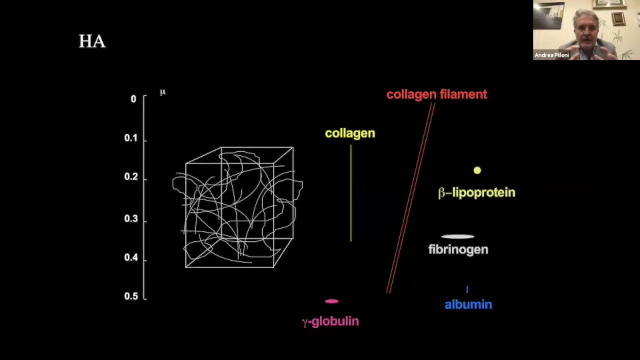 HA
Andrea Pilloni
0
μ
collagen filament
0.1
collagen
0.2
β–lipoprotein
0.3
fibrinogen
0.4
0.5
albumin
γ-globulin